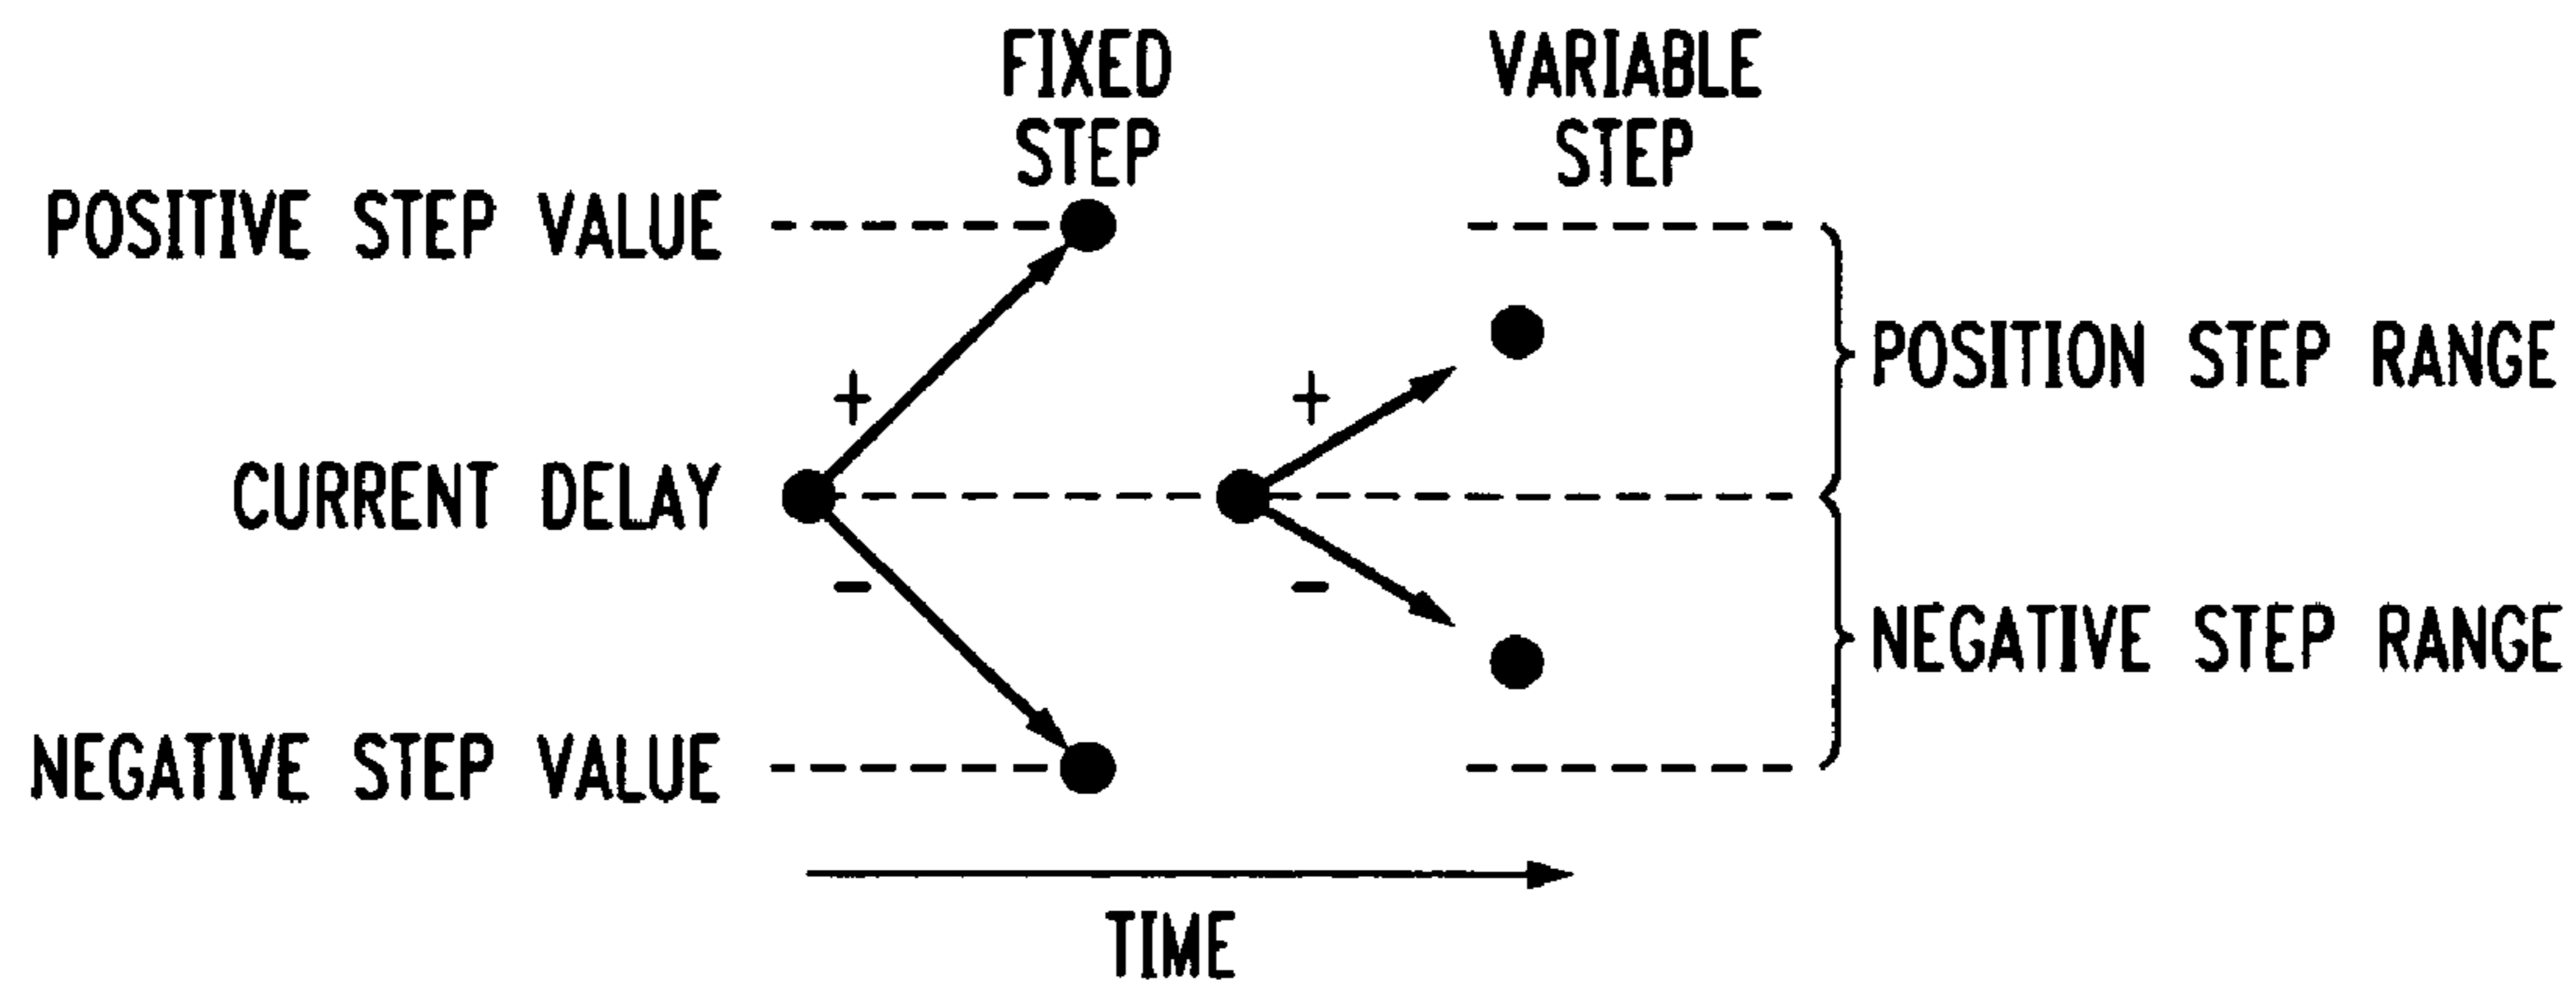 FIXED
STEP
VARIABLE
STEP
POSITIVE STEP VALUE
+
+
POSITION STEP RANGE
CURRENT DELAY
-
-
NEGATIVE STEP RANGE
NEGATIVE STEP VALUE
TIME